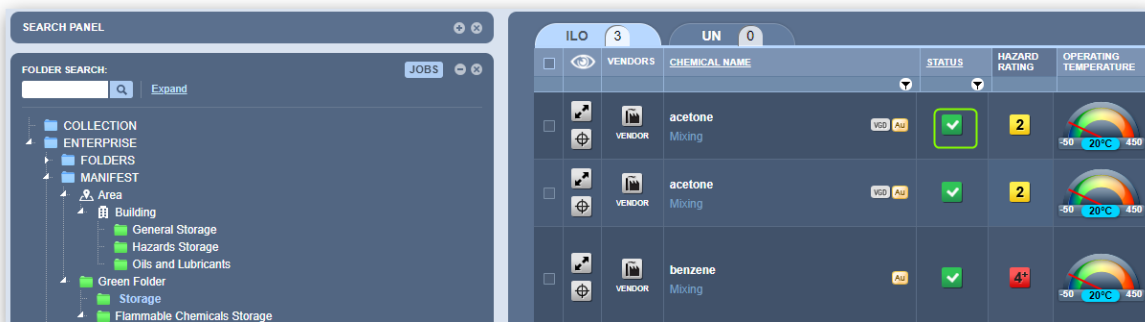 SEARCH PANEL
FOLDER SEARCH:
JOBS
Expand
COLLECTION
ENTERPRISE
FOLDERS
MANIFEST
Area
Building
General Storage
Hazards Storage
Oils and Lubricants
Green Folder
Storage
Flammable Chemicals Storage
ILO 3
UN 0
VENDORS CHEMICAL NAME STATUS HAZARD RATING OPERATING TEMPERATURE
acetone
Mixing
VENDOR
VGD Au
2
-50 20°C 450
acetone
Mixing
VENDOR
VGD Au
2
-50 20°C 450
benzene
Mixing
VENDOR
Au
4+
-50 20°C 450